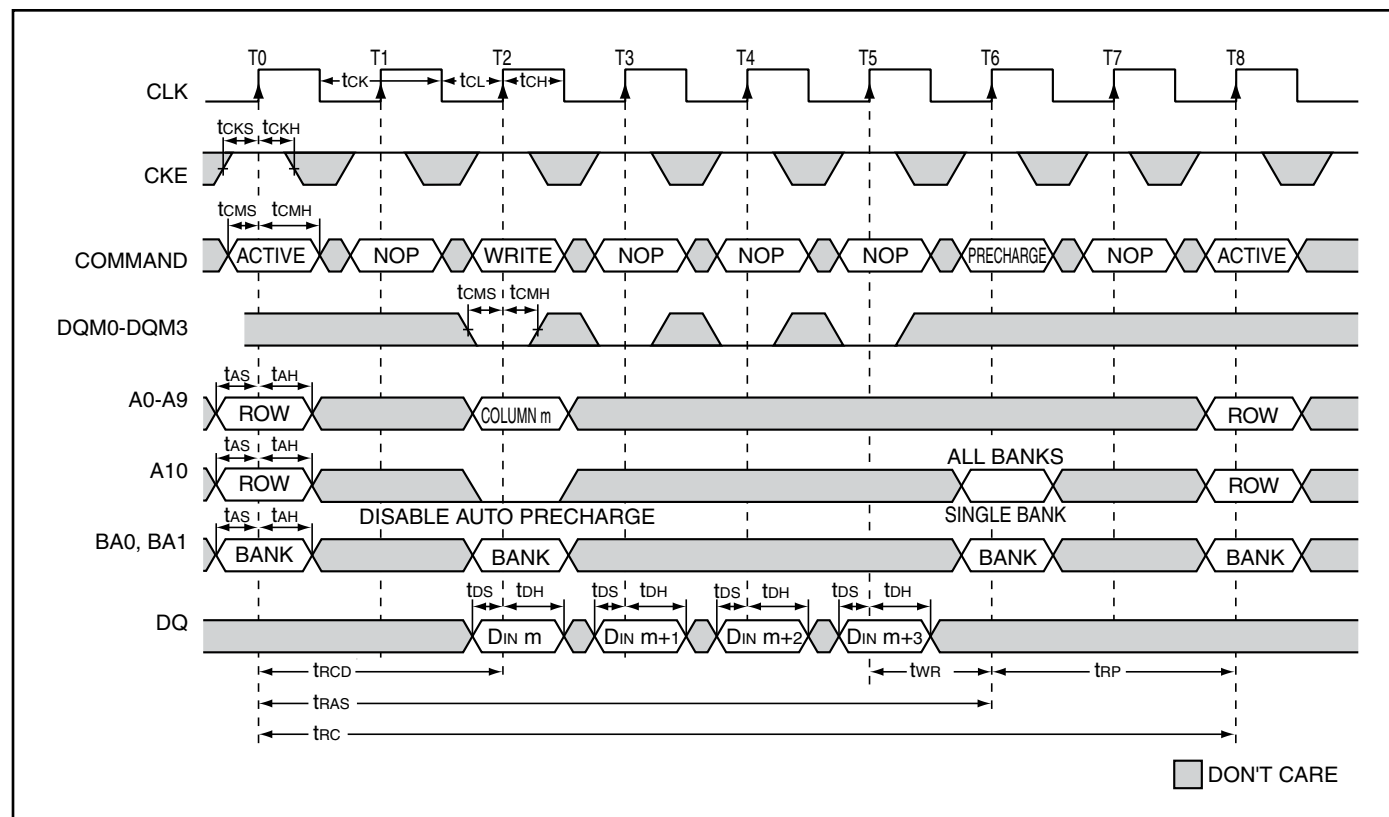 T0 T1 T2 T3 T4 T5 T6 T7 T8
tCK tCL tCH
CLK
tCKS tCKH
CKE
tCMS tCMH
COMMAND ACTIVE NOP WRITE NOP NOP NOP PRECHARGE NOP ACTIVE
tCMS tCMH
DQM0-DQM3
tAS tAH
A0-A9 ROW COLUMN m ROW
tAS tAH ALL BANKS
A10 ROW ROW
tAS tAH DISABLE AUTO PRECHARGE SINGLE BANK
BA0, BA1 BANK BANK BANK BANK
tDS tDH tDS tDH tDS tDH tDS tDH
DQ DIN m DIN m+1 DIN m+2 DIN m+3
tRCD tWR tRP
tRAS
tRC
DON'T CARE